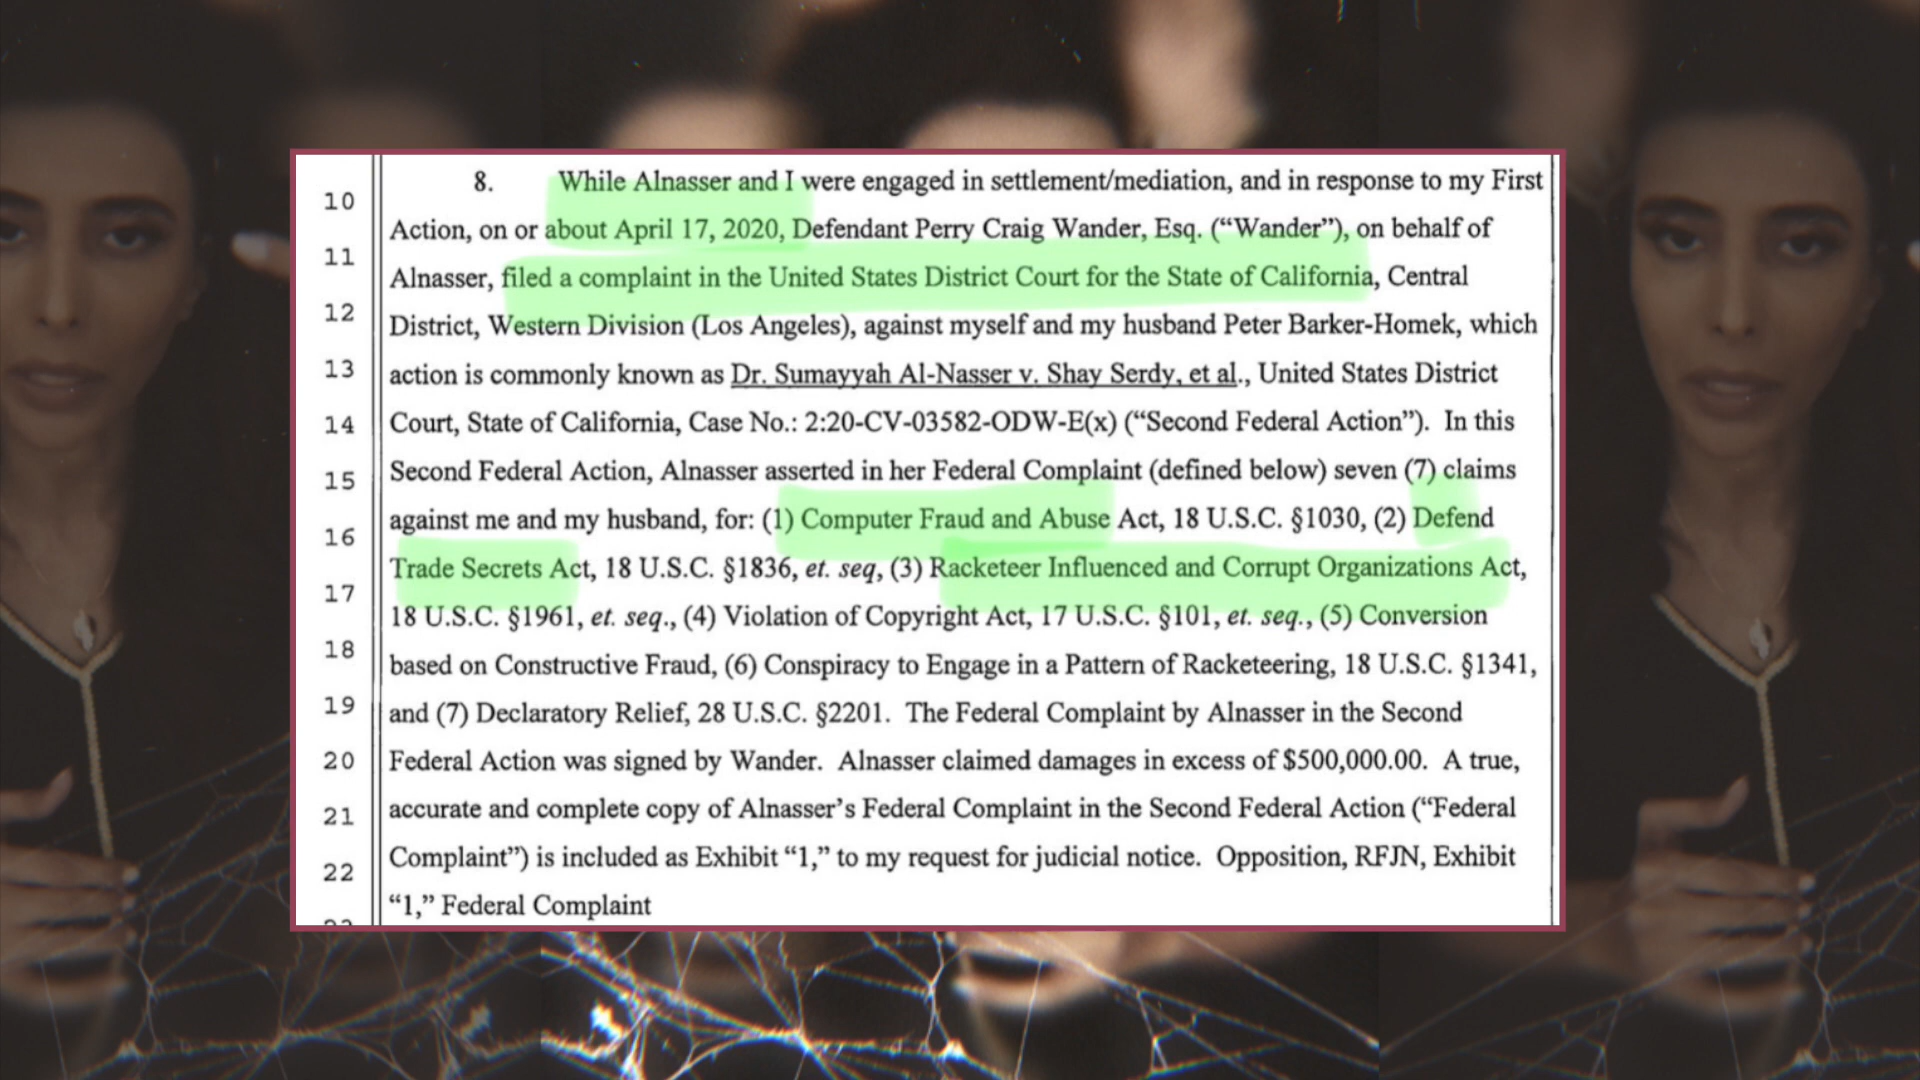 8. While Alnasser and I were engaged in settlement/mediation, and in response to my First
10
Action, on or about April 17, 2020, Defendant Perry Craig Wander, Esq. (“Wander”), on behalf of
11
Alnasser, filed a complaint in the United States District Court for the State of California, Central
12
District, Western Division (Los Angeles), against myself and my husband Peter Barker-Homek, which
13
action is commonly known as Dr. Sumayyah Al-Nasser v. Shay Serdy, et al., United States District
14
Court, State of California, Case No.: 2:20-CV-03582-ODW-E(x) (“Second Federal Action”). In this
15
Second Federal Action, Alnasser asserted in her Federal Complaint (defined below) seven (7) claims
16
against me and my husband, for: (1) Computer Fraud and Abuse Act, 18 U.S.C. §1030, (2) Defend
17
Trade Secrets Act, 18 U.S.C. §1836, et. seq, (3) Racketeer Influenced and Corrupt Organizations Act,
18
18 U.S.C. §1961, et. seq., (4) Violation of Copyright Act, 17 U.S.C. §101, et. seq., (5) Conversion
19
based on Constructive Fraud, (6) Conspiracy to Engage in a Pattern of Racketeering, 18 U.S.C. §1341,
20
and (7) Declaratory Relief, 28 U.S.C. §2201. The Federal Complaint by Alnasser in the Second
21
Federal Action was signed by Wander. Alnasser claimed damages in excess of $500,000.00. A true,
22
accurate and complete copy of Alnasser’s Federal Complaint in the Second Federal Action (“Federal
Complaint”) is included as Exhibit “1,” to my request for judicial notice. Opposition, RFJN, Exhibit
“1,” Federal Complaint